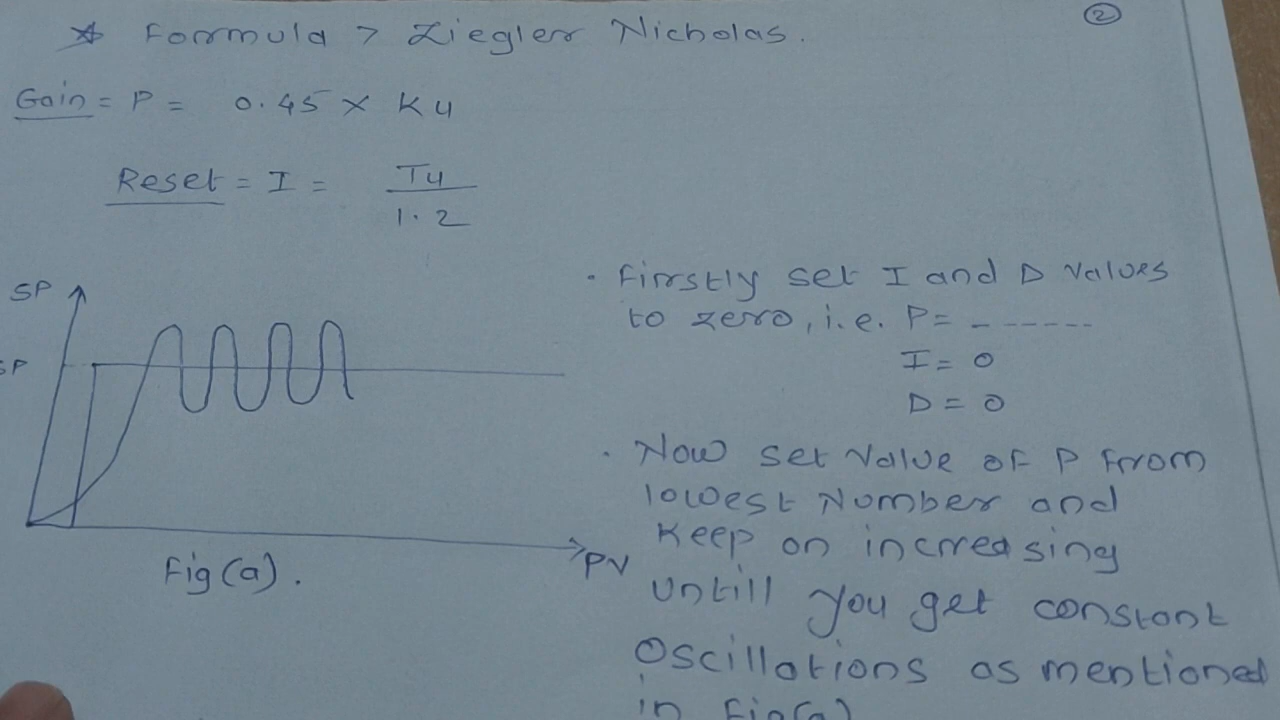 2
* Formula > Ziegler Nicholas.
Gain = P = 0.45 x Ku
Reset = I = Tu
1.2
SP
SP
PV
Fig(a).
. Firstly set I and D values
to zero, i.e. P= -------
I = 0
D = 0
. Now set value of P from
lowest Number and
Keep on increasing
untill you get constant
Oscillations as mentioned
in Fig(a)